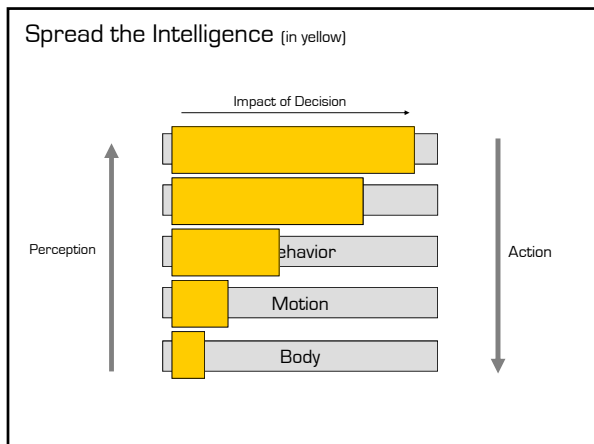 Spread the Intelligence (in yellow)
Impact of Decision
Perception
ehavior
Action
Motion
Body